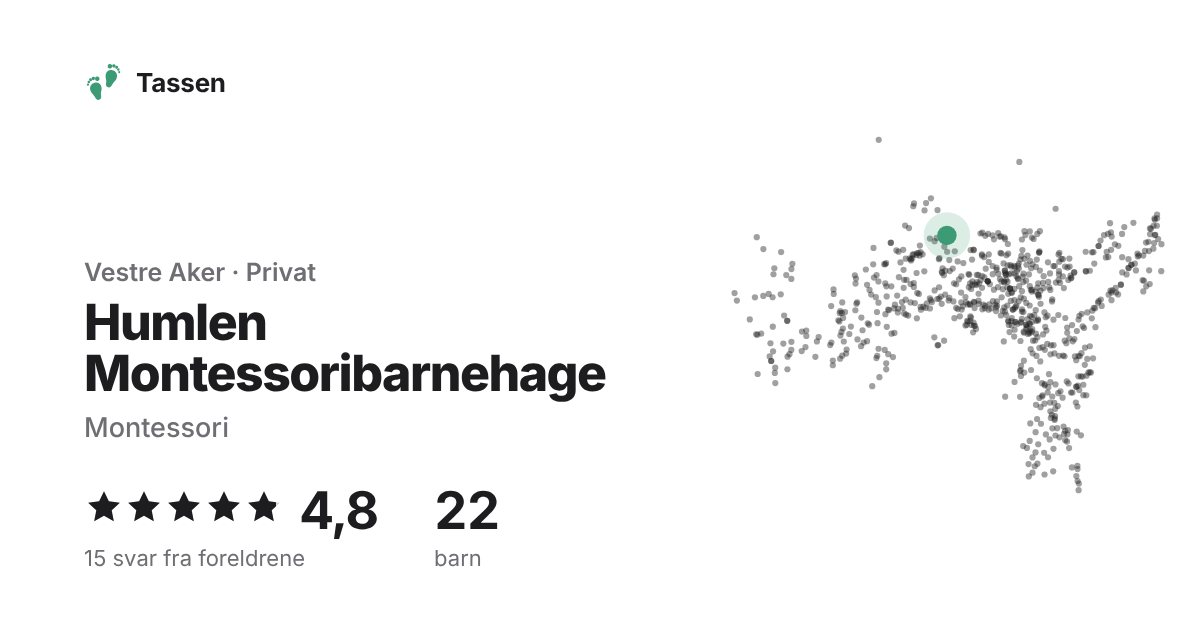 Tassen
Vestre Aker · Privat
Humlen
Montessoribarnehage
Montessori
4,8
15 svar fra foreldrene
22
barn